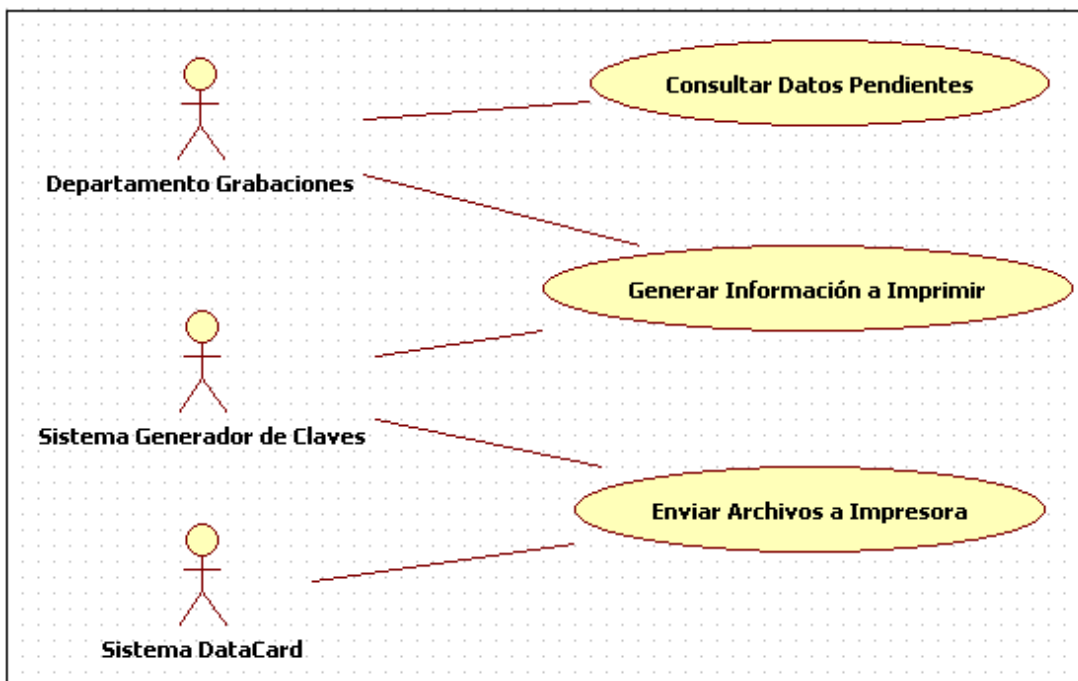 Consultar Datos Pendientes
Departamento Grabaciones
Generar Información a Imprimir
Sistema Generador de Claves
Enviar Archivos a Impresora
Sistema DataCard